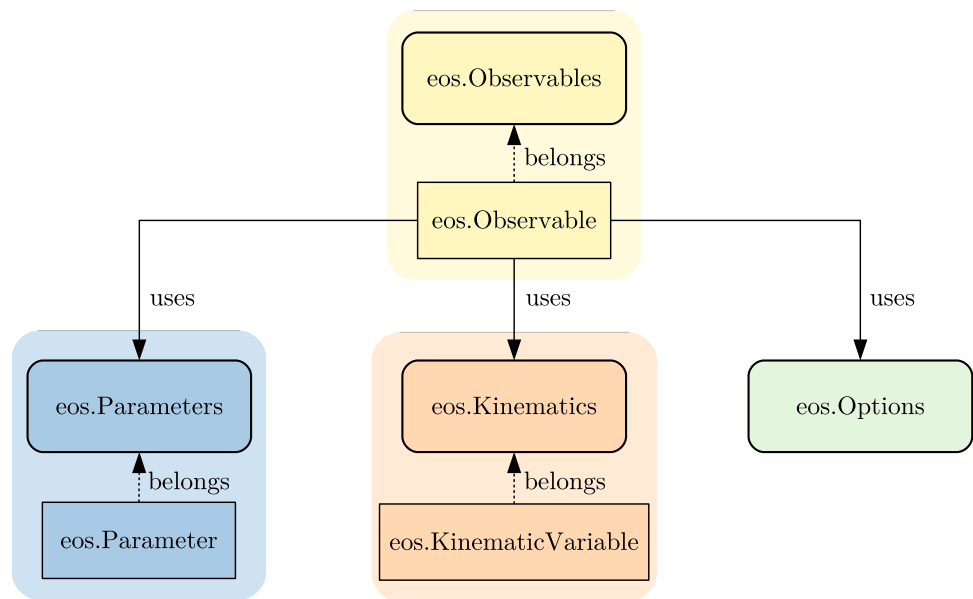 eos.Observables
belongs
eos.Observable
uses
uses
uses
eos.Parameters
eos.Kinematics
eos.Options
belongs
belongs
eos.Parameter
eos.KinematicVariable